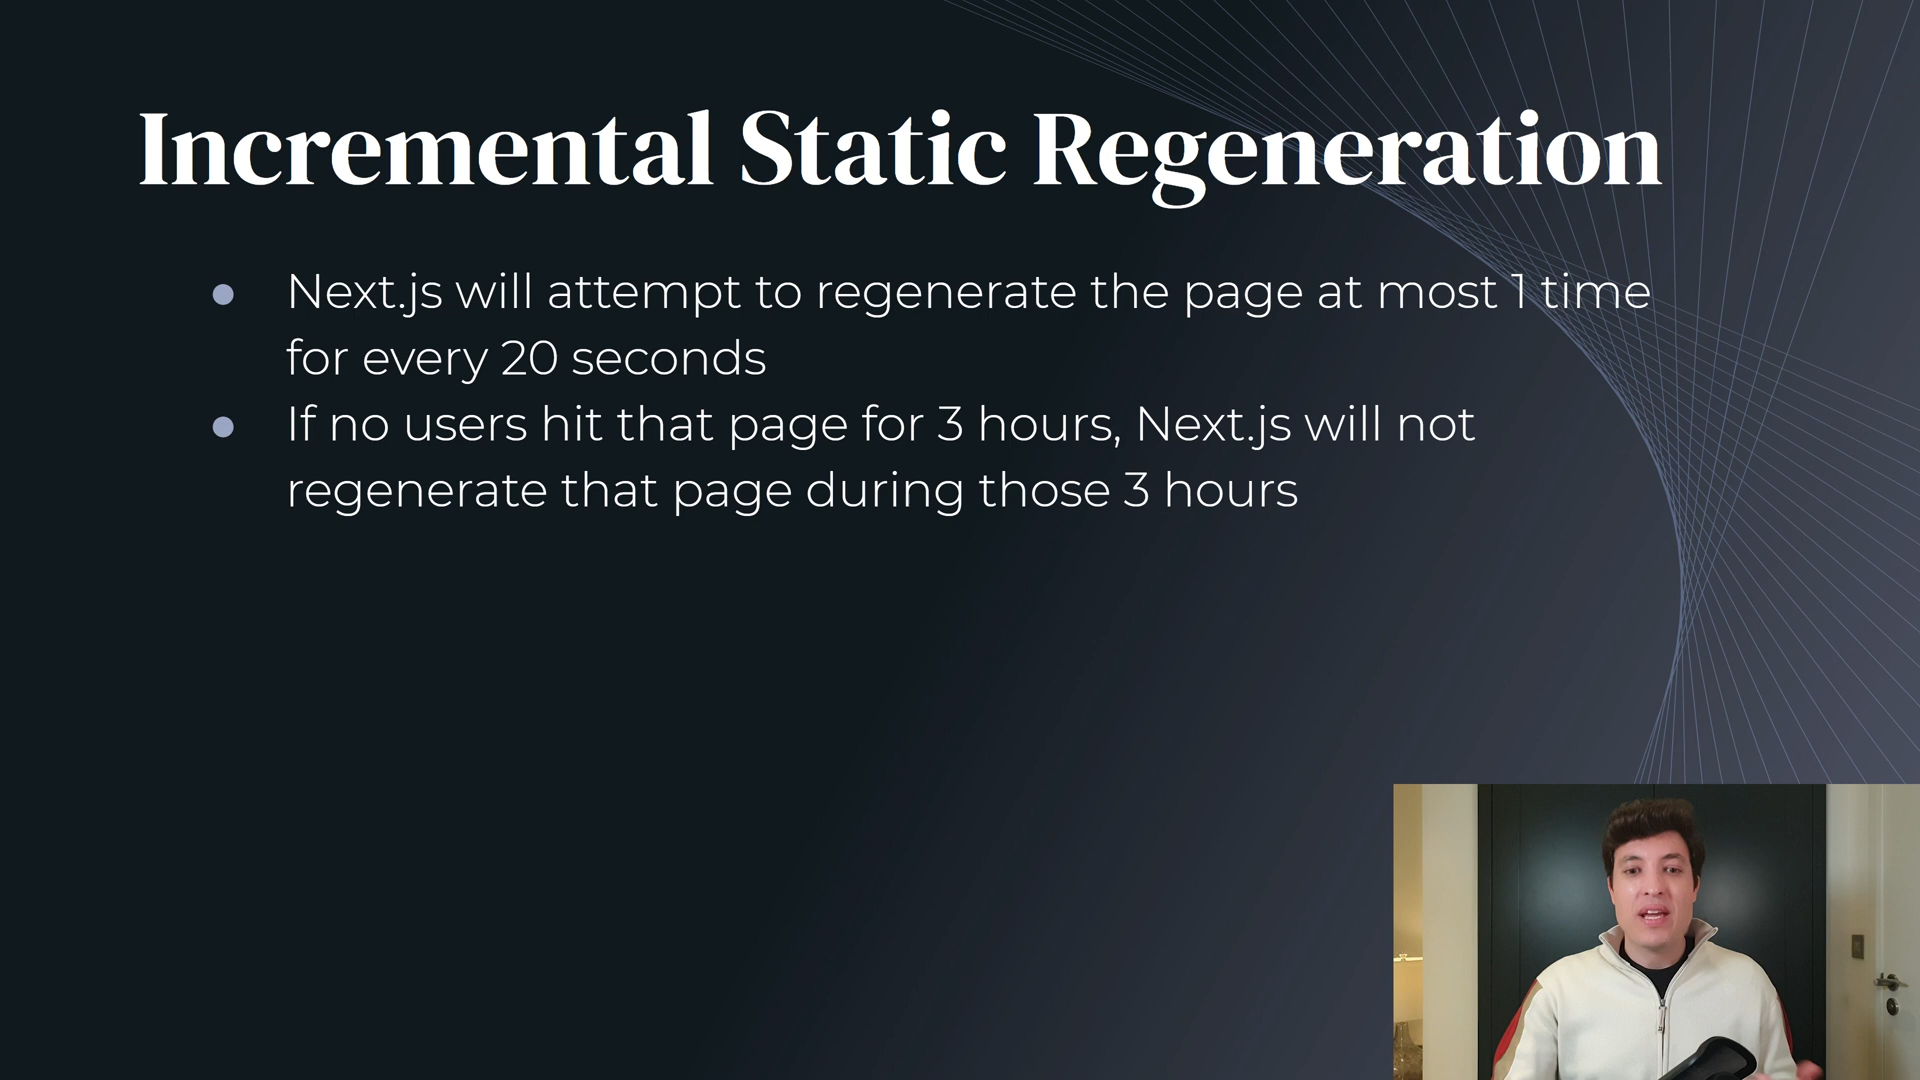 Incremental Static Regeneration
● Next.js will attempt to regenerate the page at most 1 time
for every 20 seconds
● If no users hit that page for 3 hours, Next.js will not
regenerate that page during those 3 hours